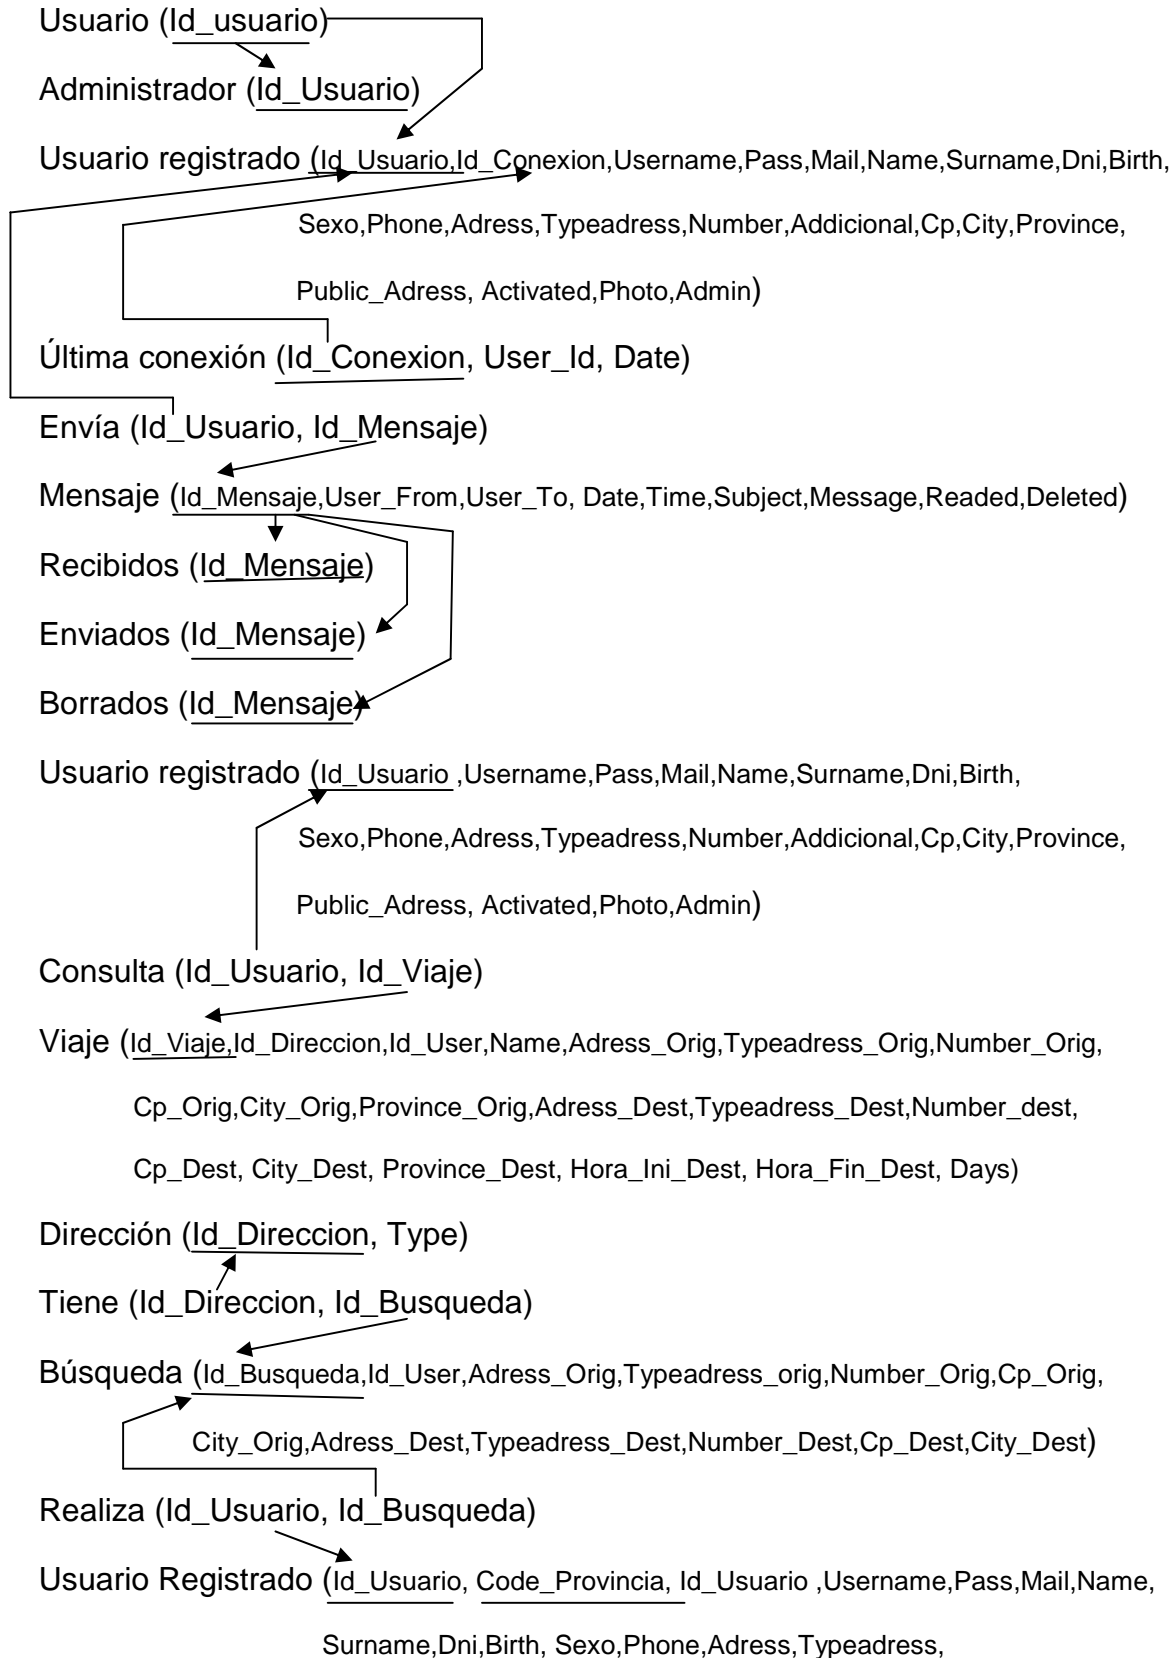 Usuario (Id_usuario)
Administrador (Id_Usuario)
Usuario registrado (Id_Usuario,Id_Conexion,Username,Pass,Mail,Name,Surname,Dni,Birth,
Sexo,Phone,Adress,Typeadress,Number,Addicional,Cp,City,Province,
Public_Adress, Activated,Photo,Admin)
Última conexión (Id_Conexion, User_Id, Date)
Envía (Id_Usuario, Id_Mensaje)
Mensaje (Id_Mensaje,User_From,User_To, Date,Time,Subject,Message,Readed,Deleted)
Recibidos (Id_Mensaje)
Enviados (Id_Mensaje)
Borrados (Id_Mensaje)
Usuario registrado (Id_Usuario ,Username,Pass,Mail,Name,Surname,Dni,Birth,
Sexo,Phone,Adress,Typeadress,Number,Addicional,Cp,City,Province,
Public_Adress, Activated,Photo,Admin)
Consulta (Id_Usuario, Id_Viaje)
Viaje (Id_Viaje,Id_Direccion,Id_User,Name,Adress_Orig,Typeadress_Orig,Number_Orig,
Cp_Orig,City_Orig,Province_Orig,Adress_Dest,Typeadress_Dest,Number_dest,
Cp_Dest, City_Dest, Province_Dest, Hora_Ini_Dest, Hora_Fin_Dest, Days)
Dirección (Id_Direccion, Type)
Tiene (Id_Direccion, Id_Busqueda)
Búsqueda (Id_Busqueda,Id_User,Adress_Orig,Typeadress_orig,Number_Orig,Cp_Orig,
City_Orig,Adress_Dest,Typeadress_Dest,Number_Dest,Cp_Dest,City_Dest)
Realiza (Id_Usuario, Id_Busqueda)
Usuario Registrado (Id_Usuario, Code_Provincia, Id_Usuario ,Username,Pass,Mail,Name,
Surname,Dni,Birth, Sexo,Phone,Adress,Typeadress,